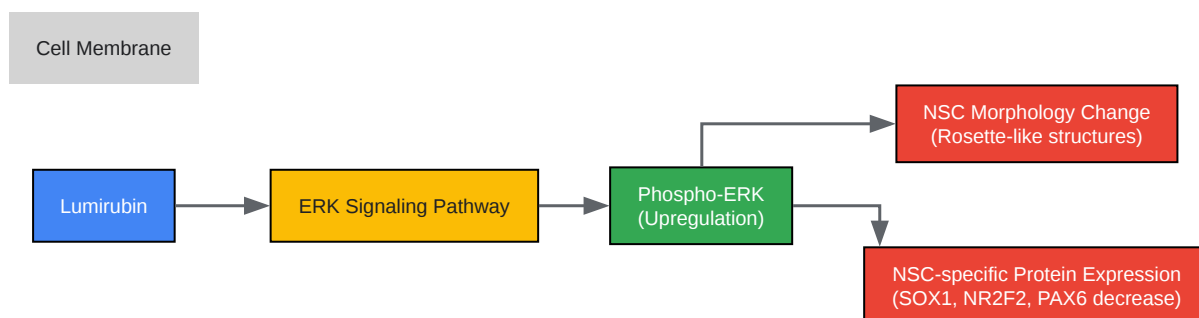 Cell Membrane
NSC Morphology Change
(Rosette-like structures)
Lumirubin
ERK Signaling Pathway
Phospho-ERK
(Upregulation)
NSC-specific Protein Expression
(SOX1, NR2F2, PAX6 decrease)